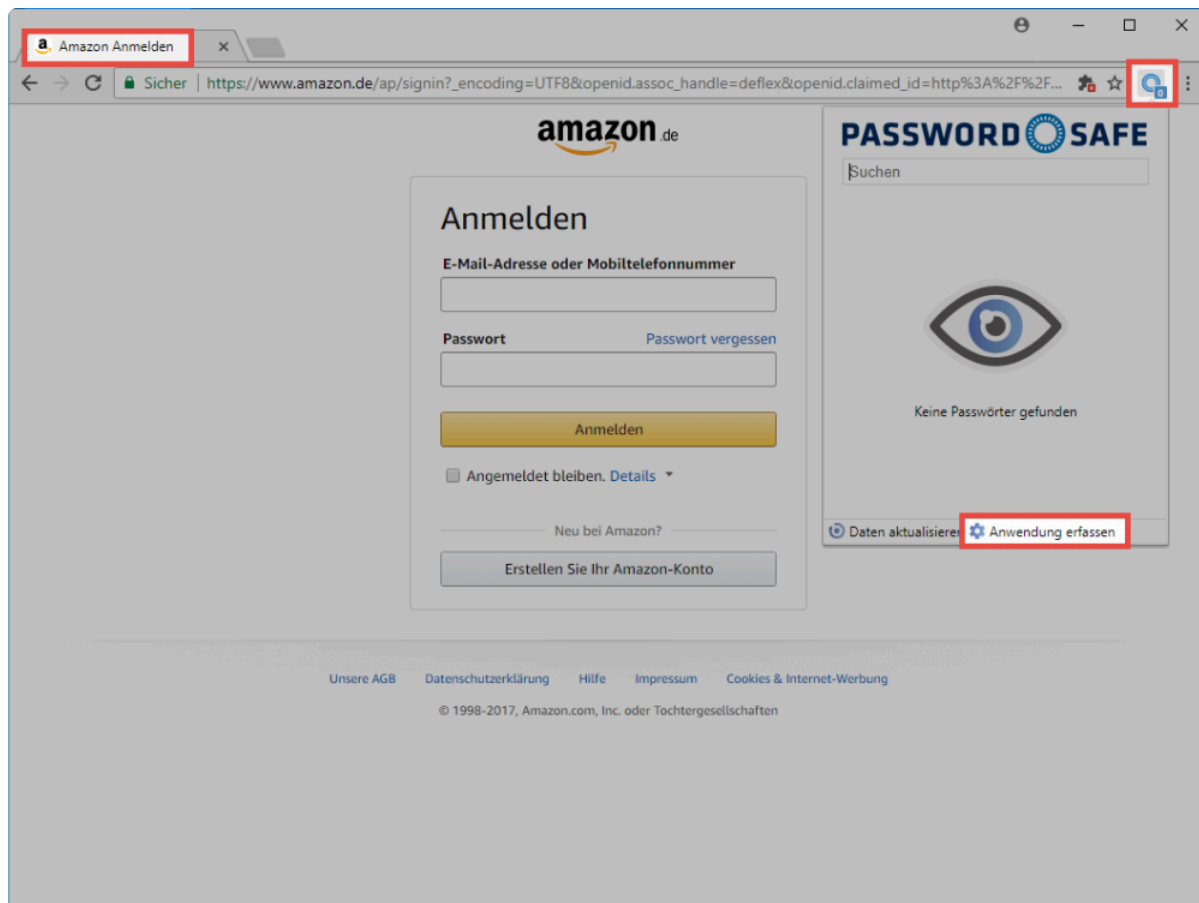 Amazon Anmelden
Sicher | https://www.amazon.de/ap/signin?_encoding=UTF8&openid.assoc_handle=deflex&openid.claimed_id=http%3A%2F%2F...
0
amazon.de
Anmelden
E-Mail-Adresse oder Mobiltelefonnummer
Passwort Passwort vergessen
Anmelden
Angemeldet bleiben. Details
Neu bei Amazon?
Erstellen Sie Ihr Amazon-Konto
PASSWORD SAFE
Suchen
Keine Passwörter gefunden
Daten aktualisieren Anwendung erfassen
Unsere AGB Datenschutzerklärung Hilfe Impressum Cookies & Internet-Werbung
© 1998-2017, Amazon.com, Inc. oder Tochtergesellschaften